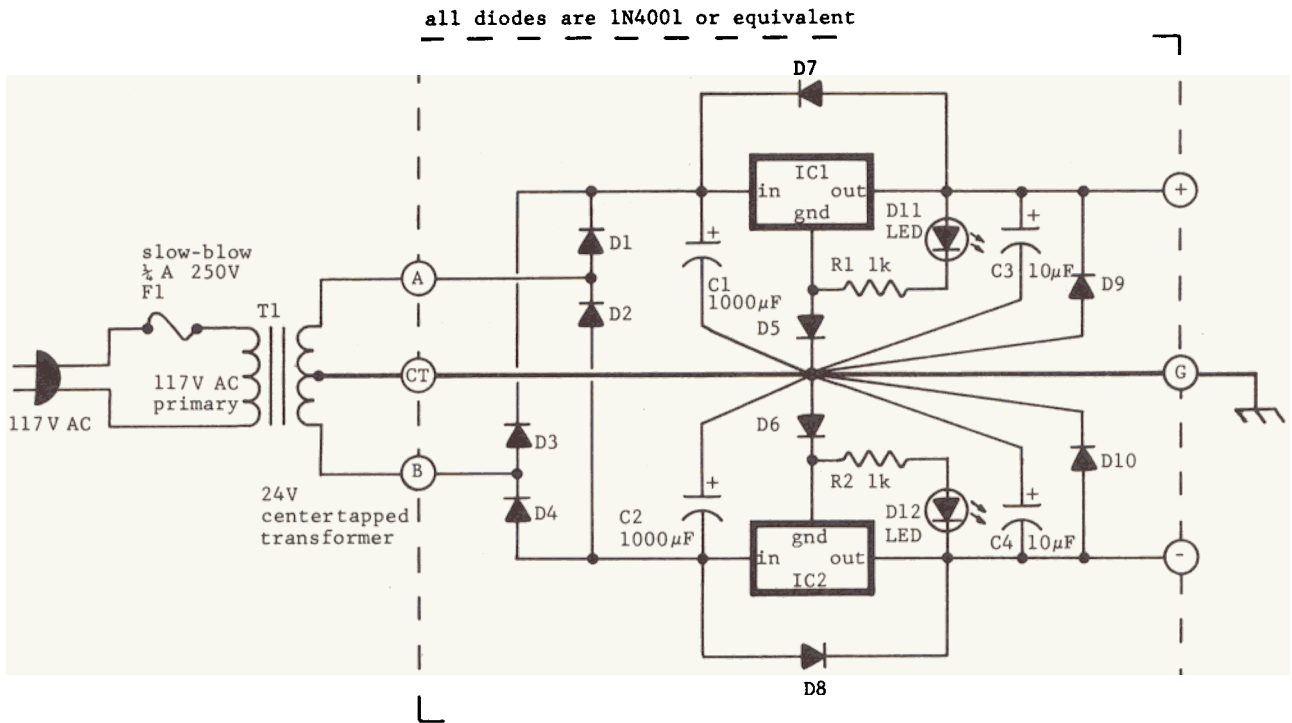 all diodes are 1N4001 or equivalent
D7
IC1
in out
gnd
+
D11
LED
+
+
D1
slow-blow
¼ A 250V
F1
A
R1 1k
C3 10µF
D9
C1
1000µF
T1
D2
D5
CT
G
117V AC
primary
117V AC
D6
D3
B
R2 1k
D10
+
+
24V
centertapped
transformer
D4
C2
1000µF
D12
LED
C4 10µF
gnd
in out
IC2
-
D8